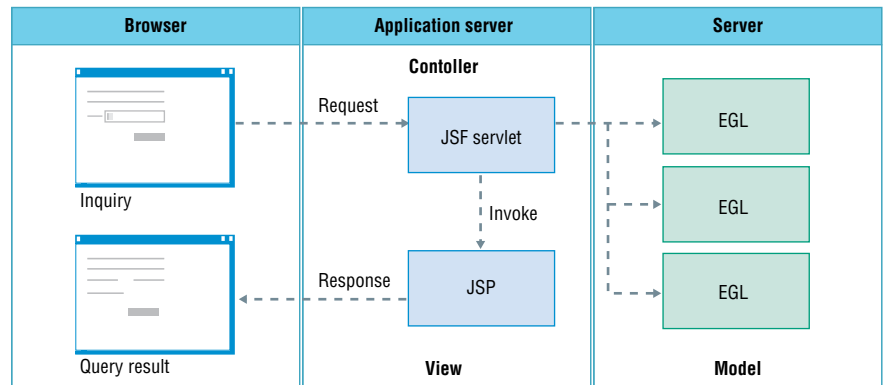 Browser
Application server
Server
Contoller
Request
JSF servlet
EGL
Inquiry
Invoke
EGL
Response
JSP
EGL
Query result
View
Model